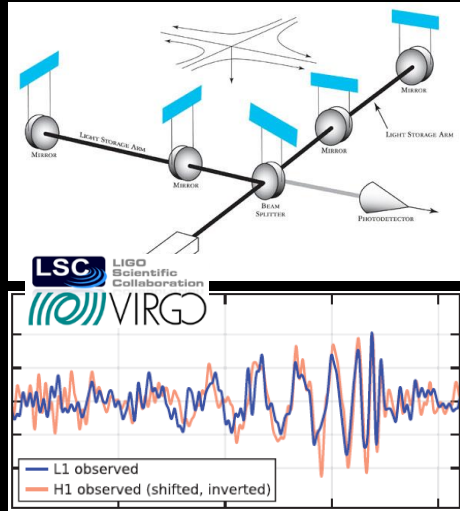 MIRROR
LIGHT STORAGE ARM
MIRROR
LIGHT STORAGE ARM
MIRROR
MIRROR
BEAM
SPLITTER
PHOTODETECTOR
LSC
LIGO
Scientific
Collaboration
VIRGO
L1 observed
H1 observed (shifted, inverted)